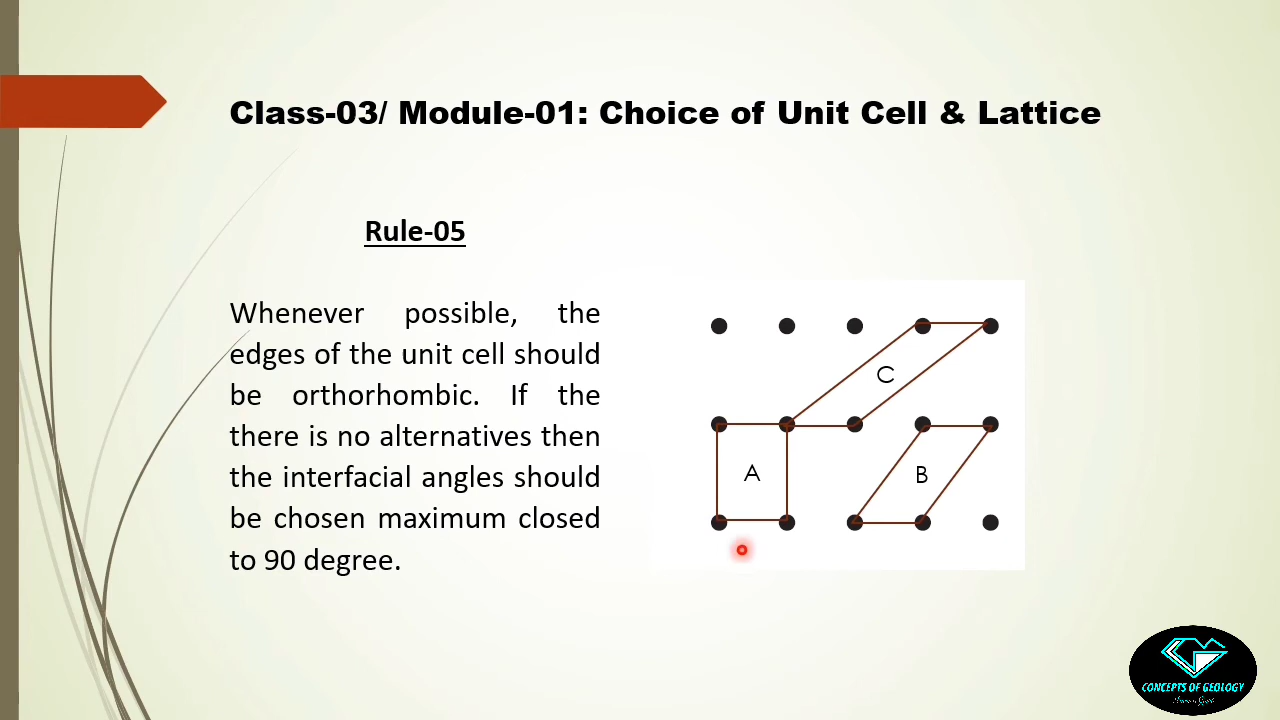 Class-03/ Module-01: Choice of Unit Cell & Lattice
Rule-05
Whenever possible, the
edges of the unit cell should
be orthorhombic. If the
there is no alternatives then
the interfacial angles should
be chosen maximum closed
to 90 degree.
C
A
B
CONCEPTS OF GEOLOGY